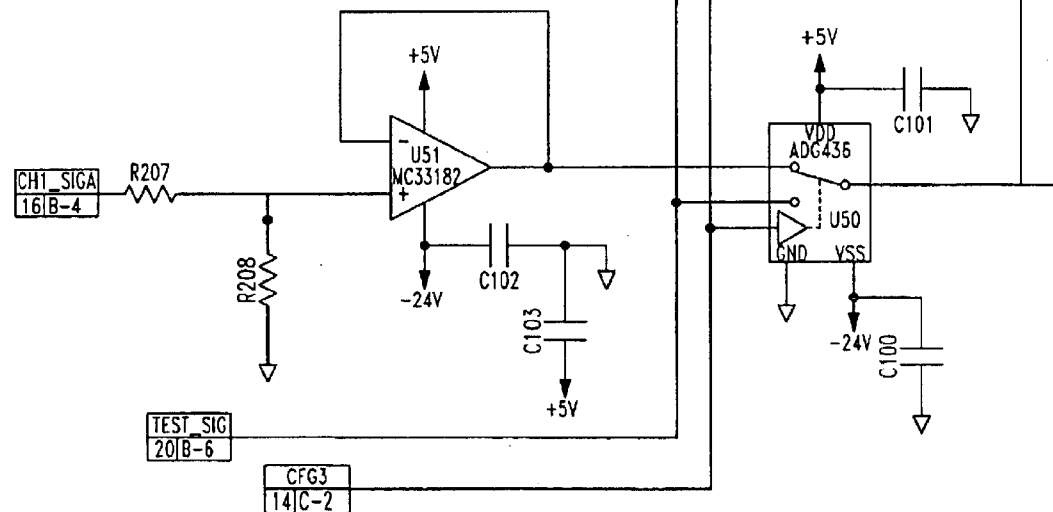 +5V
+5V
C101
VDD
ADG436
-
U51
MC33182
+
R207
CH1_SIGA
16 B-4
U50
GND
VSS
R208
C102
-24V
C103
-24V
C100
+5V
TEST_SIG
20 B-6
CFG3
14 C-2